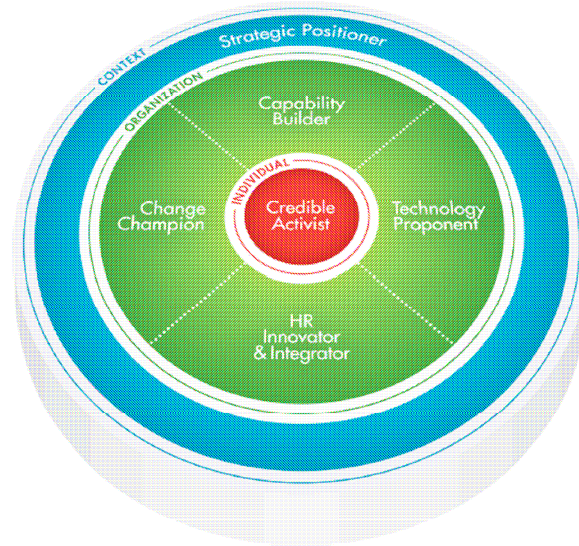 CONTEXT
Strategic Positioner
ORGANIZATION
Capability
Builder
INDIVIDUAL
Change
Champion
Credible
Activist
Technology
Proponent
HR
Innovator
& Integrator